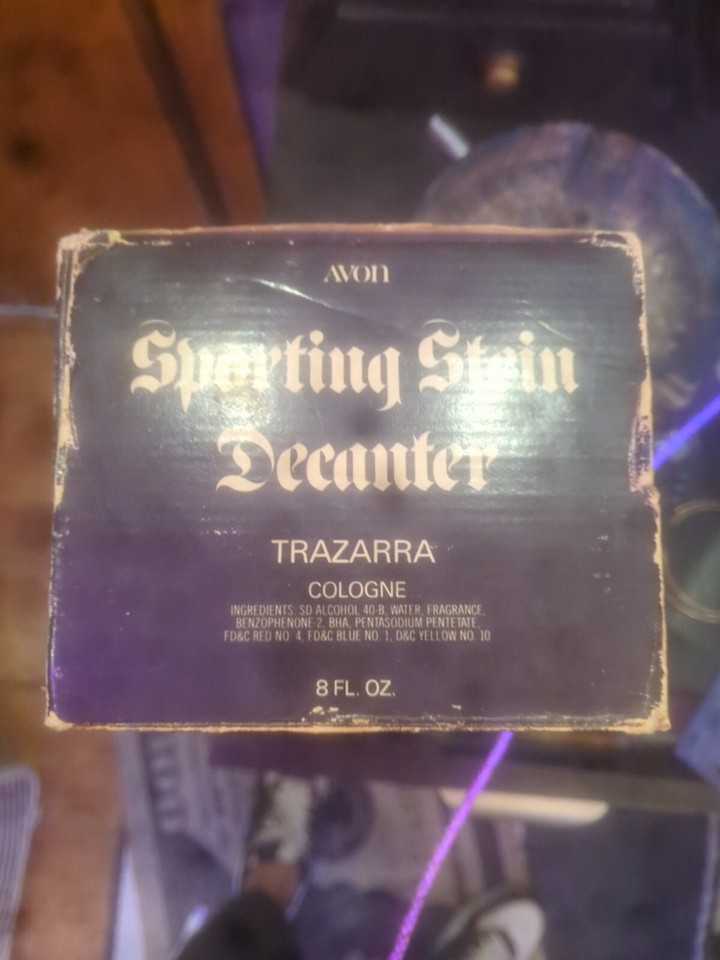 AVON
Sporting Stein
Decanter
TRAZARRA
COLOGNE
INGREDIENTS: SD ALCOHOL 40-B, WATER, FRAGRANCE,
BENZOPHENONE-2, BHA, PENTASODIUM PENTETATE,
FD&C RED NO. 4, FD&C BLUE NO. 1, D&C YELLOW NO. 10
8 FL. OZ.